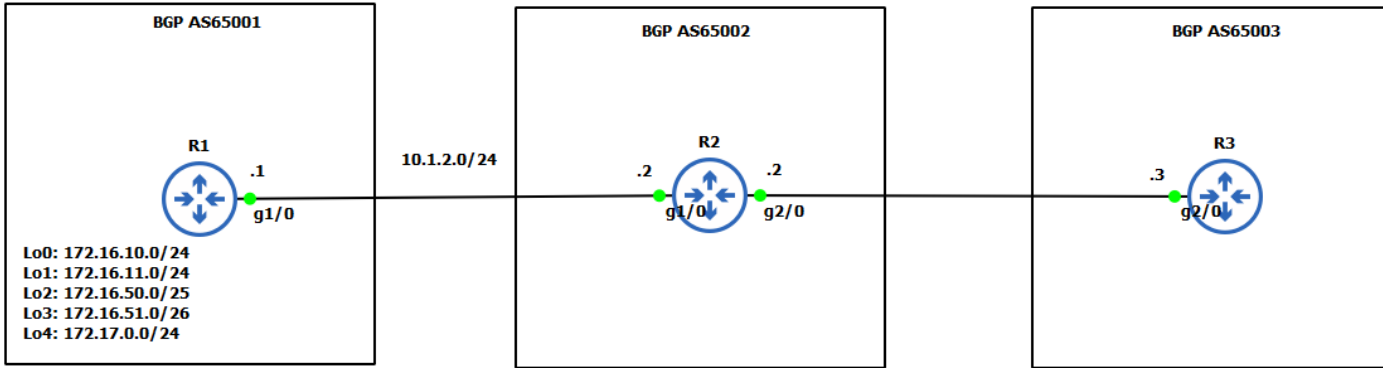 BGP AS65001
BGP AS65002
BGP AS65003
R1
R2
R3
.1
10.1.2.0/24
.2
.2
.3
g1/0
g1/0
g2/0
g2/0
Lo0: 172.16.10.0/24
Lo1: 172.16.11.0/24
Lo2: 172.16.50.0/25
Lo3: 172.16.51.0/26
Lo4: 172.17.0.0/24